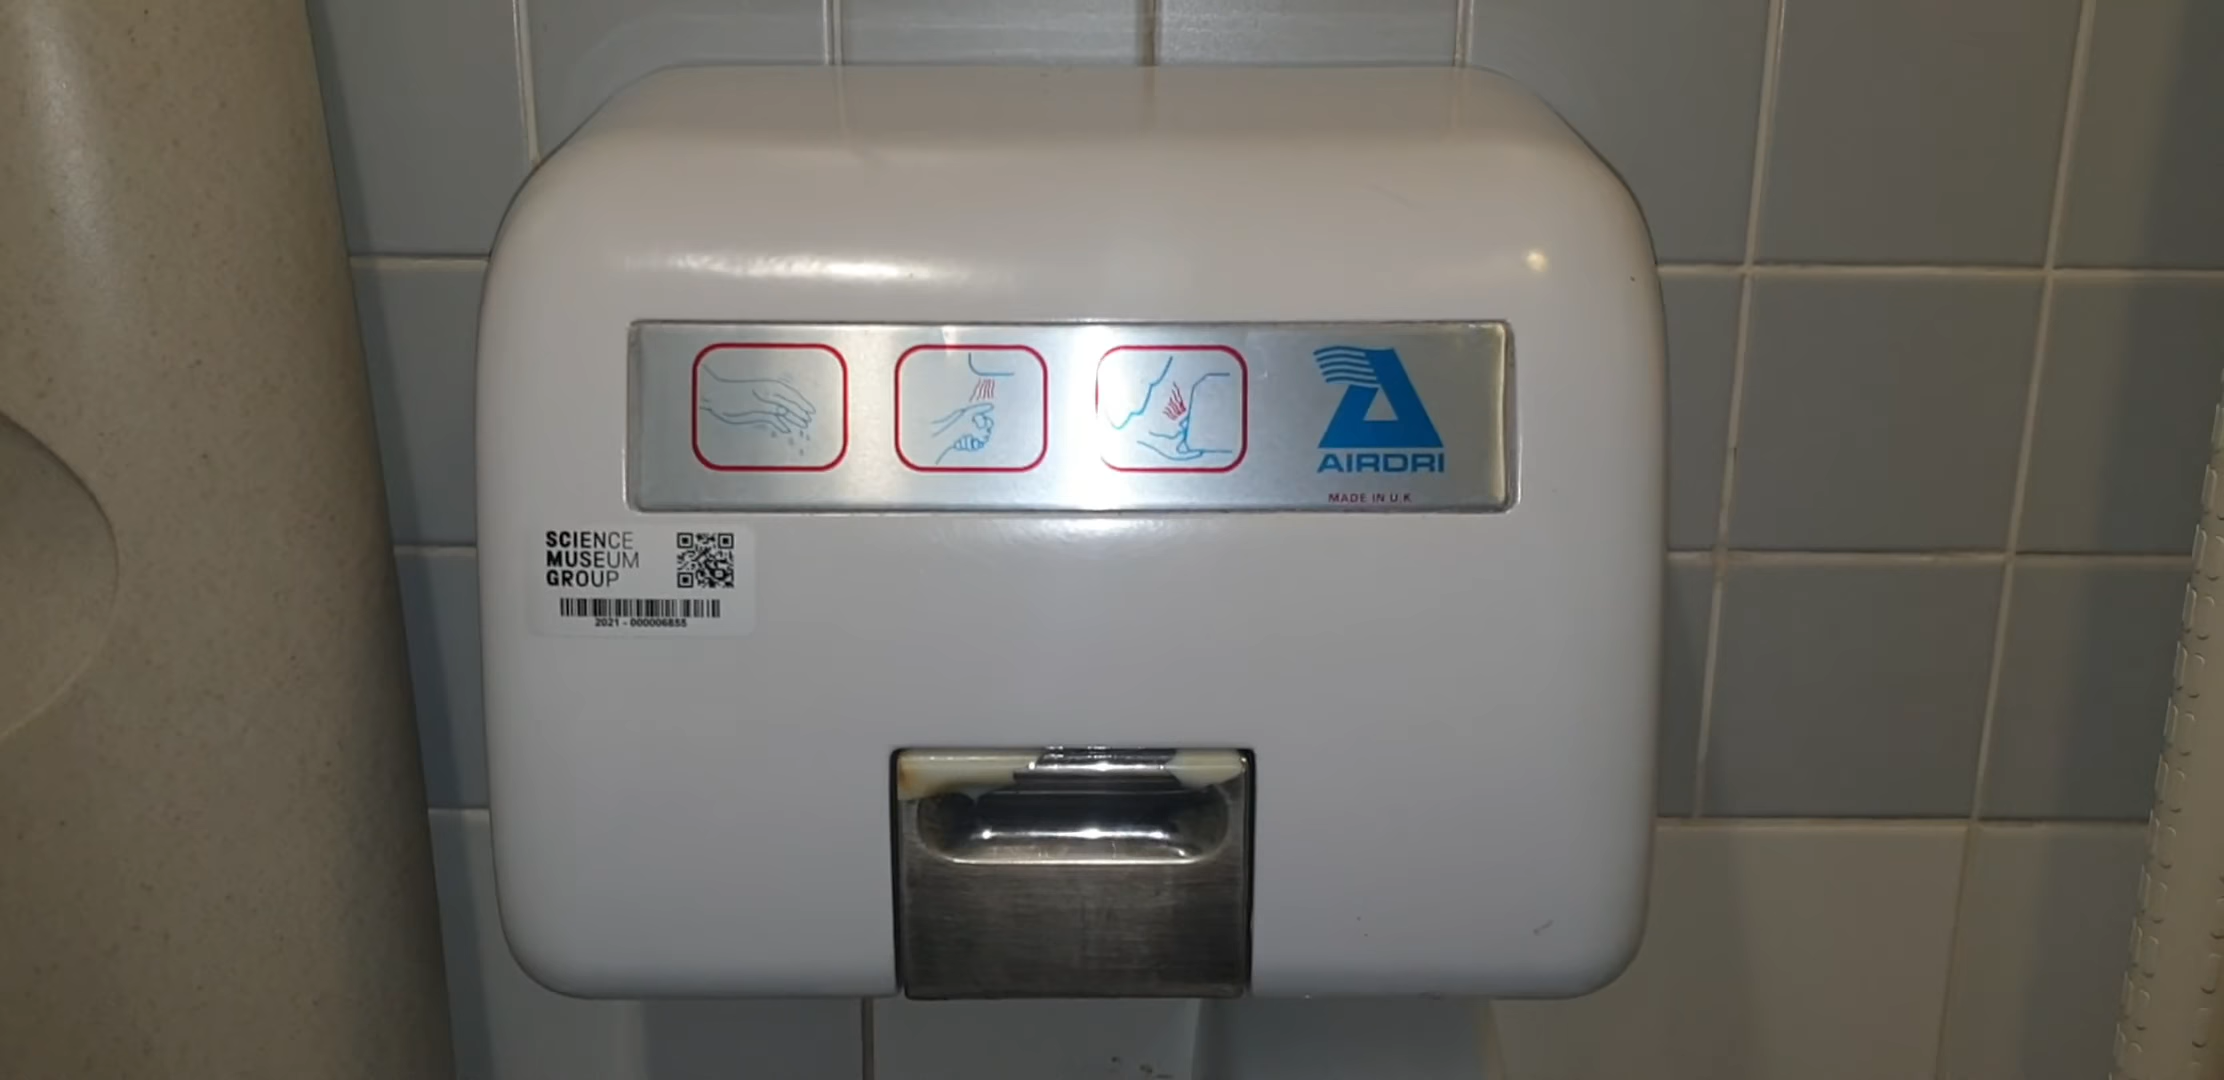 AIRDRI
MADE IN U.K
SCIENCE
MUSEUM
GROUP
2021 - 000006855